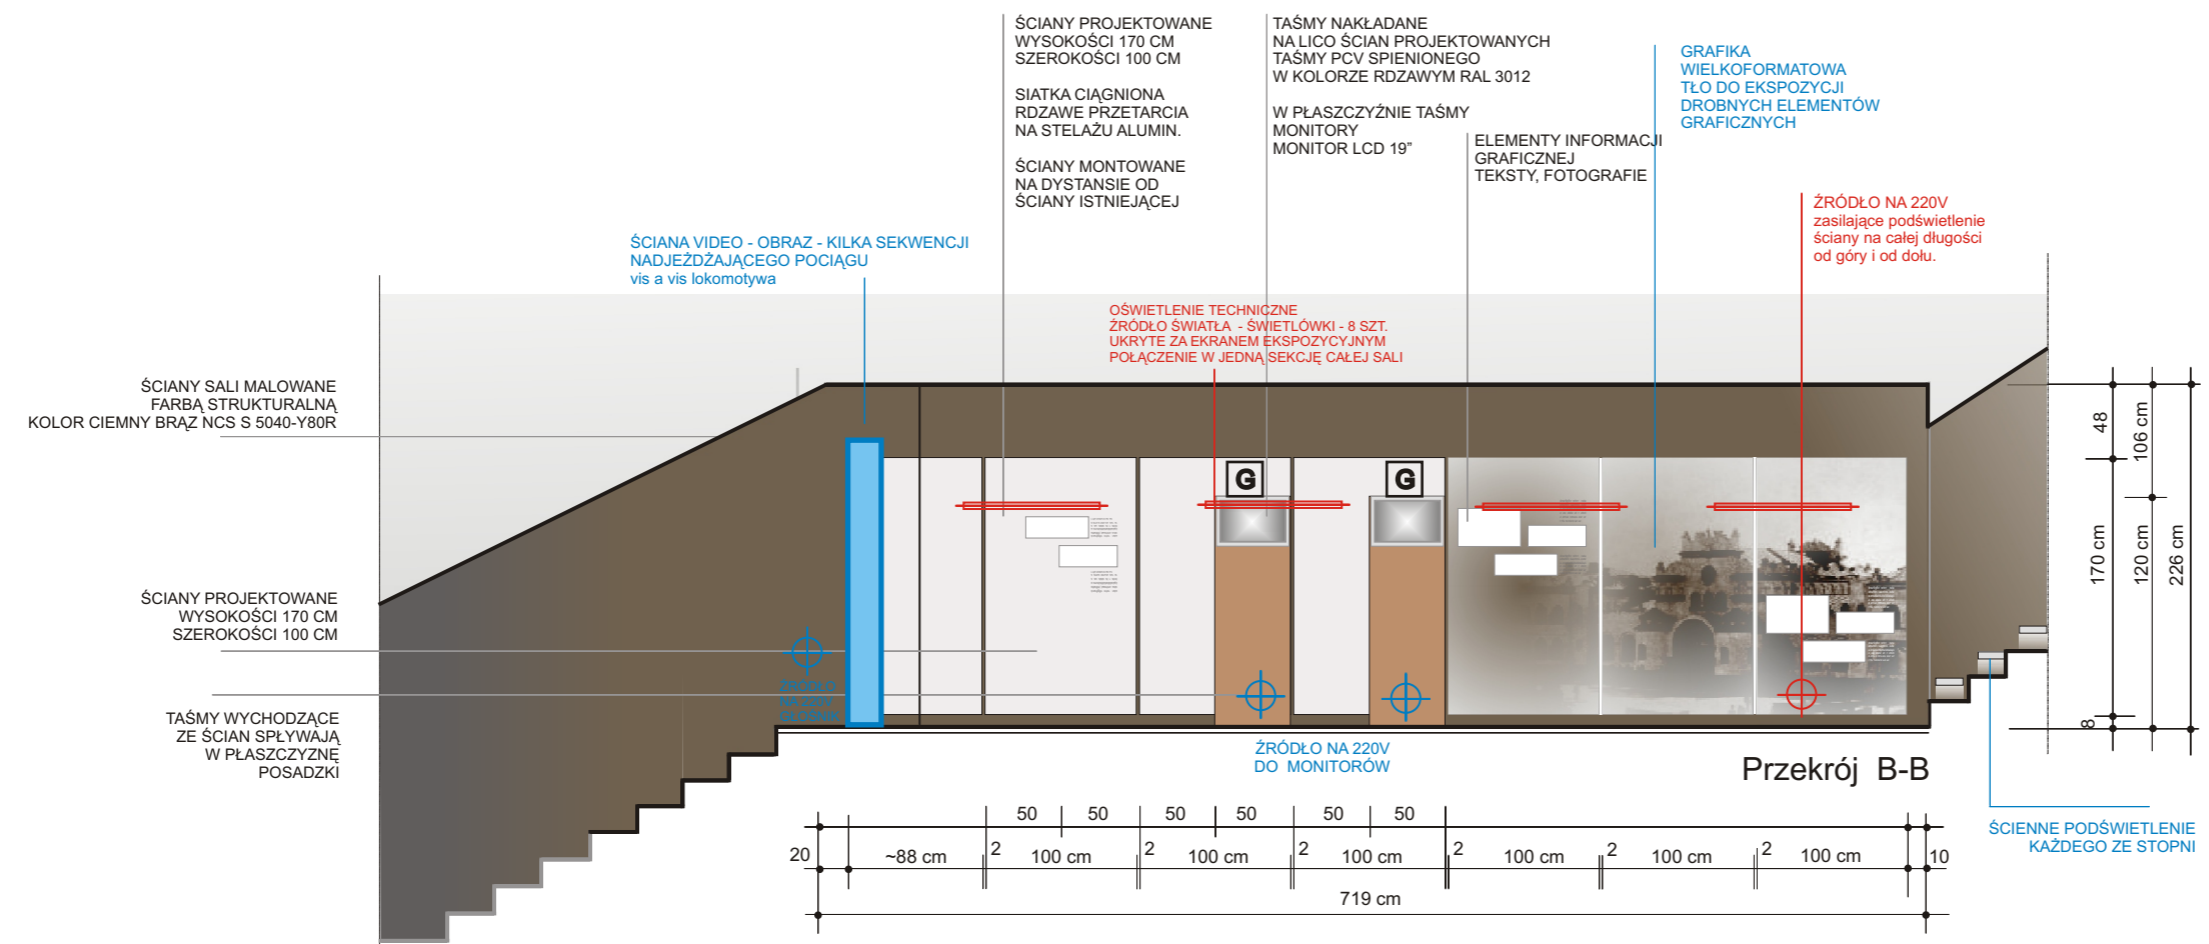 ŚCIANY PROJEKTOWANE
WYSOKOŚCI 170 CM
SZEROKOŚCI 100 CM
SIATKA CIĄGNIONA
RDZAWE PRZETARCIA
NA STELAŻU ALUMIN.
ŚCIANY MONTOWANE
NA DYSTANSIE OD
ŚCIANY ISTNIEJĄCEJ
TAŚMY NAKŁADANE
NA LICO ŚCIAN PROJEKTOWANYCH
TAŚMY PCV SPIENIONEGO
W KOLORZE RDZAWYM RAL 3012
W PŁASZCZYŹNIE TAŚMY
MONITORY
MONITOR LCD 19”
ELEMENTY INFORMACJI
GRAFICZNEJ
TEKSTY, FOTOGRAFIE
GRAFIKA
WIELKOFORMATOWA
TŁO DO EKSPOZYCJI
DROBNYCH ELEMENTÓW
GRAFICZNYCH
ŹRÓDŁO NA 220V
zasilające podświetlenie
ściany na całej długości
od góry i od dołu.
ŚCIANA VIDEO - OBRAZ - KILKA SEKWENCJI
NADJEŻDŻAJĄCEGO POCIĄGU
vis a vis lokomotywa
OŚWIETLENIE TECHNICZNE
ŹRÓDŁO ŚWIATŁA - ŚWIETLÓWKI - 8 SZT.
UKRYTE ZA EKRANEM EKSPOZYCYJNYM
POŁĄCZENIE W JEDNĄ SEKCJĘ CAŁEJ SALI
ŚCIANY SALI MALOWANE
FARBĄ STRUKTURALNĄ
KOLOR CIEMNY BRĄZ NCS S 5040-Y80R
ŚCIANY PROJEKTOWANE
WYSOKOŚCI 170 CM
SZEROKOŚCI 100 CM
TAŚMY WYCHODZĄCE
ZE ŚCIAN SPŁYWAJĄ
W PŁASZCZYZNĘ
POSADZKI
G
G
ŹRÓDŁO
NA 220V
GŁOŚNIK
ŹRÓDŁO NA 220V
DO MONITORÓW
Przekrój B-B
48
106 cm
170 cm
120 cm
226 cm
8
ŚCIENNE PODŚWIETLENIE
KAŻDEGO ZE STOPNI
50 50 50 50 50 50
20 ~88 cm 2 100 cm 2 100 cm 2 100 cm 2 100 cm 2 100 cm 2 100 cm 10
719 cm